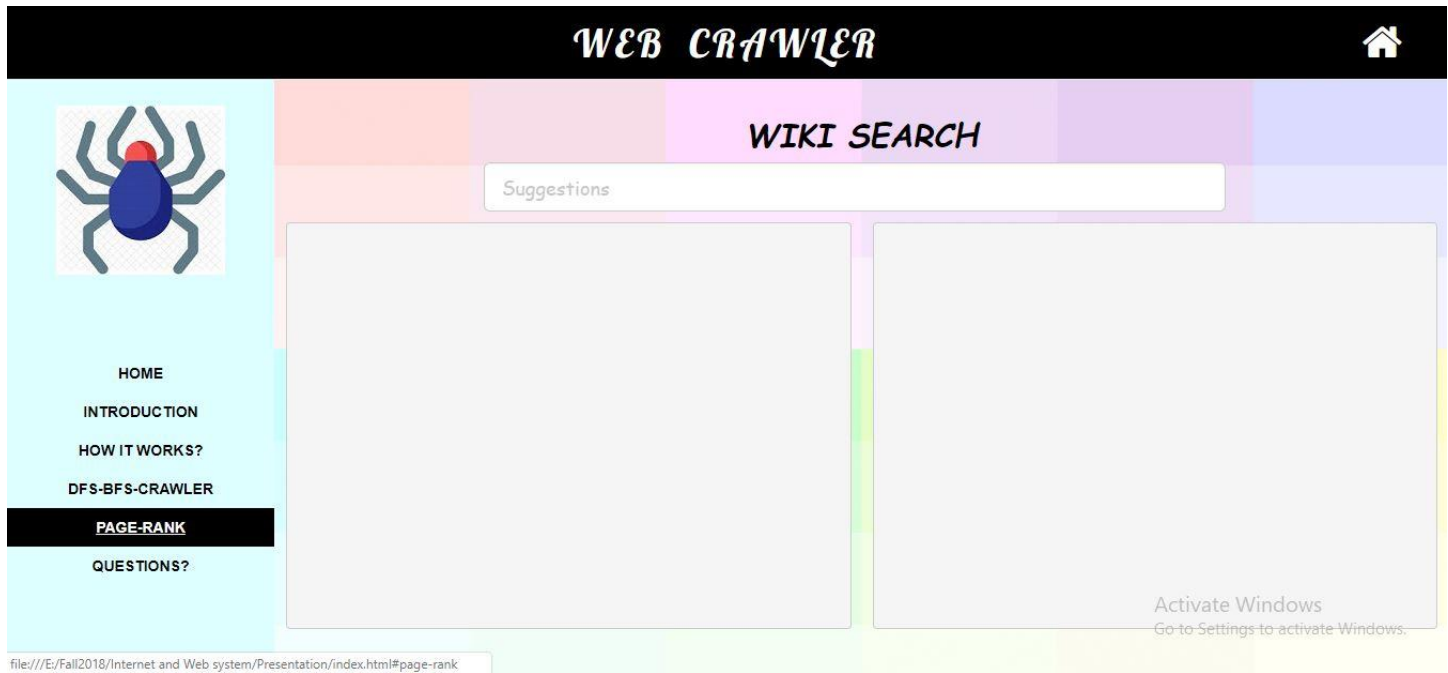 WEB CRAWLER
WIKI SEARCH
Suggestions
HOME
INTRODUCTION
HOW IT WORKS?
DFS-BFS-CRAWLER
PAGE-RANK
QUESTIONS?
Activate Windows
Go to Settings to activate Windows.
file:///E:/Fall2018/Internet and Web system/Presentation/index.html#page-rank